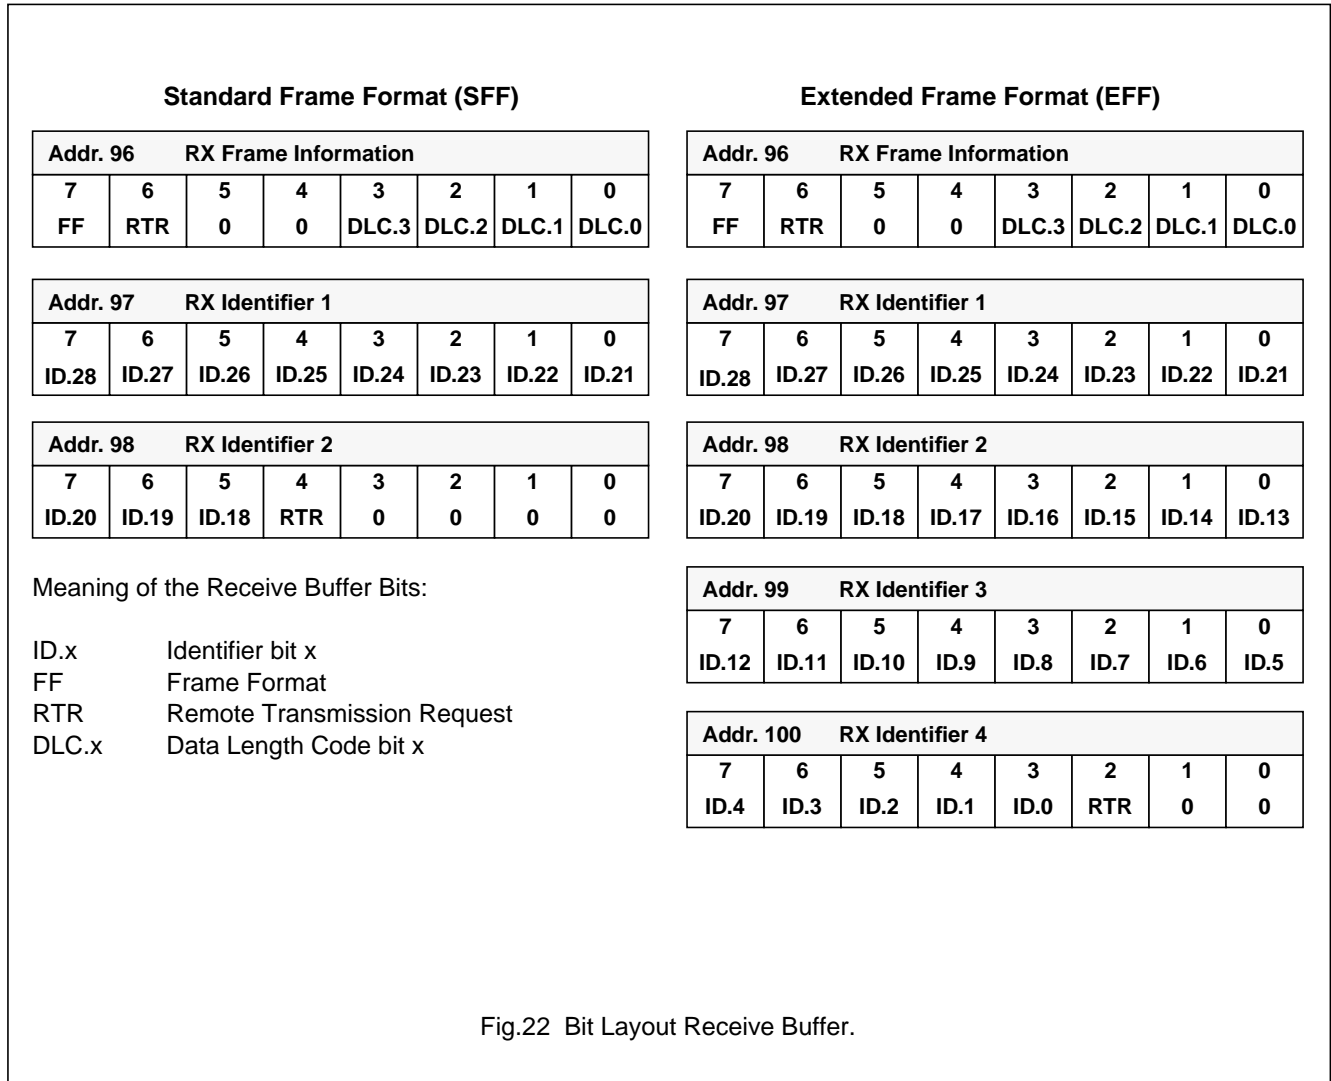 Standard Frame Format (SFF)
Addr. 96 RX Frame Information
7 6 5 4 3 2 1 0
FF RTR 0 0 DLC.3 DLC.2 DLC.1 DLC.0
Addr. 97 RX Identifier 1
7 6 5 4 3 2 1 0
ID.28 ID.27 ID.26 ID.25 ID.24 ID.23 ID.22 ID.21
Addr. 98 RX Identifier 2
7 6 5 4 3 2 1 0
ID.20 ID.19 ID.18 RTR 0 0 0 0
Meaning of the Receive Buffer Bits:
ID.x Identifier bit x
FF Frame Format
RTR Remote Transmission Request
DLC.x Data Length Code bit x
Extended Frame Format (EFF)
Addr. 96 RX Frame Information
7 6 5 4 3 2 1 0
FF RTR 0 0 DLC.3 DLC.2 DLC.1 DLC.0
Addr. 97 RX Identifier 1
7 6 5 4 3 2 1 0
ID.28 ID.27 ID.26 ID.25 ID.24 ID.23 ID.22 ID.21
Addr. 98 RX Identifier 2
7 6 5 4 3 2 1 0
ID.20 ID.19 ID.18 ID.17 ID.16 ID.15 ID.14 ID.13
Addr. 99 RX Identifier 3
7 6 5 4 3 2 1 0
ID.12 ID.11 ID.10 ID.9 ID.8 ID.7 ID.6 ID.5
Addr. 100 RX Identifier 4
7 6 5 4 3 2 1 0
ID.4 ID.3 ID.2 ID.1 ID.0 RTR 0 0
Fig.22 Bit Layout Receive Buffer.